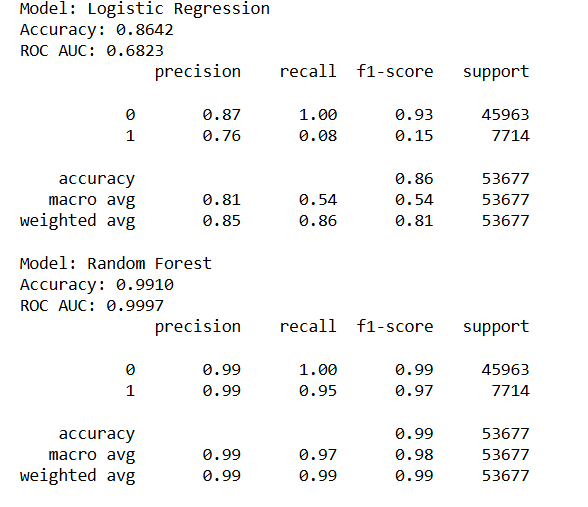 Model: Logistic Regression
Accuracy: 0.8642
ROC AUC: 0.6823
precision recall f1-score support
0 0.87 1.00 0.93 45963
1 0.76 0.08 0.15 7714
accuracy 0.86 53677
macro avg 0.81 0.54 0.54 53677
weighted avg 0.85 0.86 0.81 53677
Model: Random Forest
Accuracy: 0.9910
ROC AUC: 0.9997
precision recall f1-score support
0 0.99 1.00 0.99 45963
1 0.99 0.95 0.97 7714
accuracy 0.99 53677
macro avg 0.99 0.97 0.98 53677
weighted avg 0.99 0.99 0.99 53677